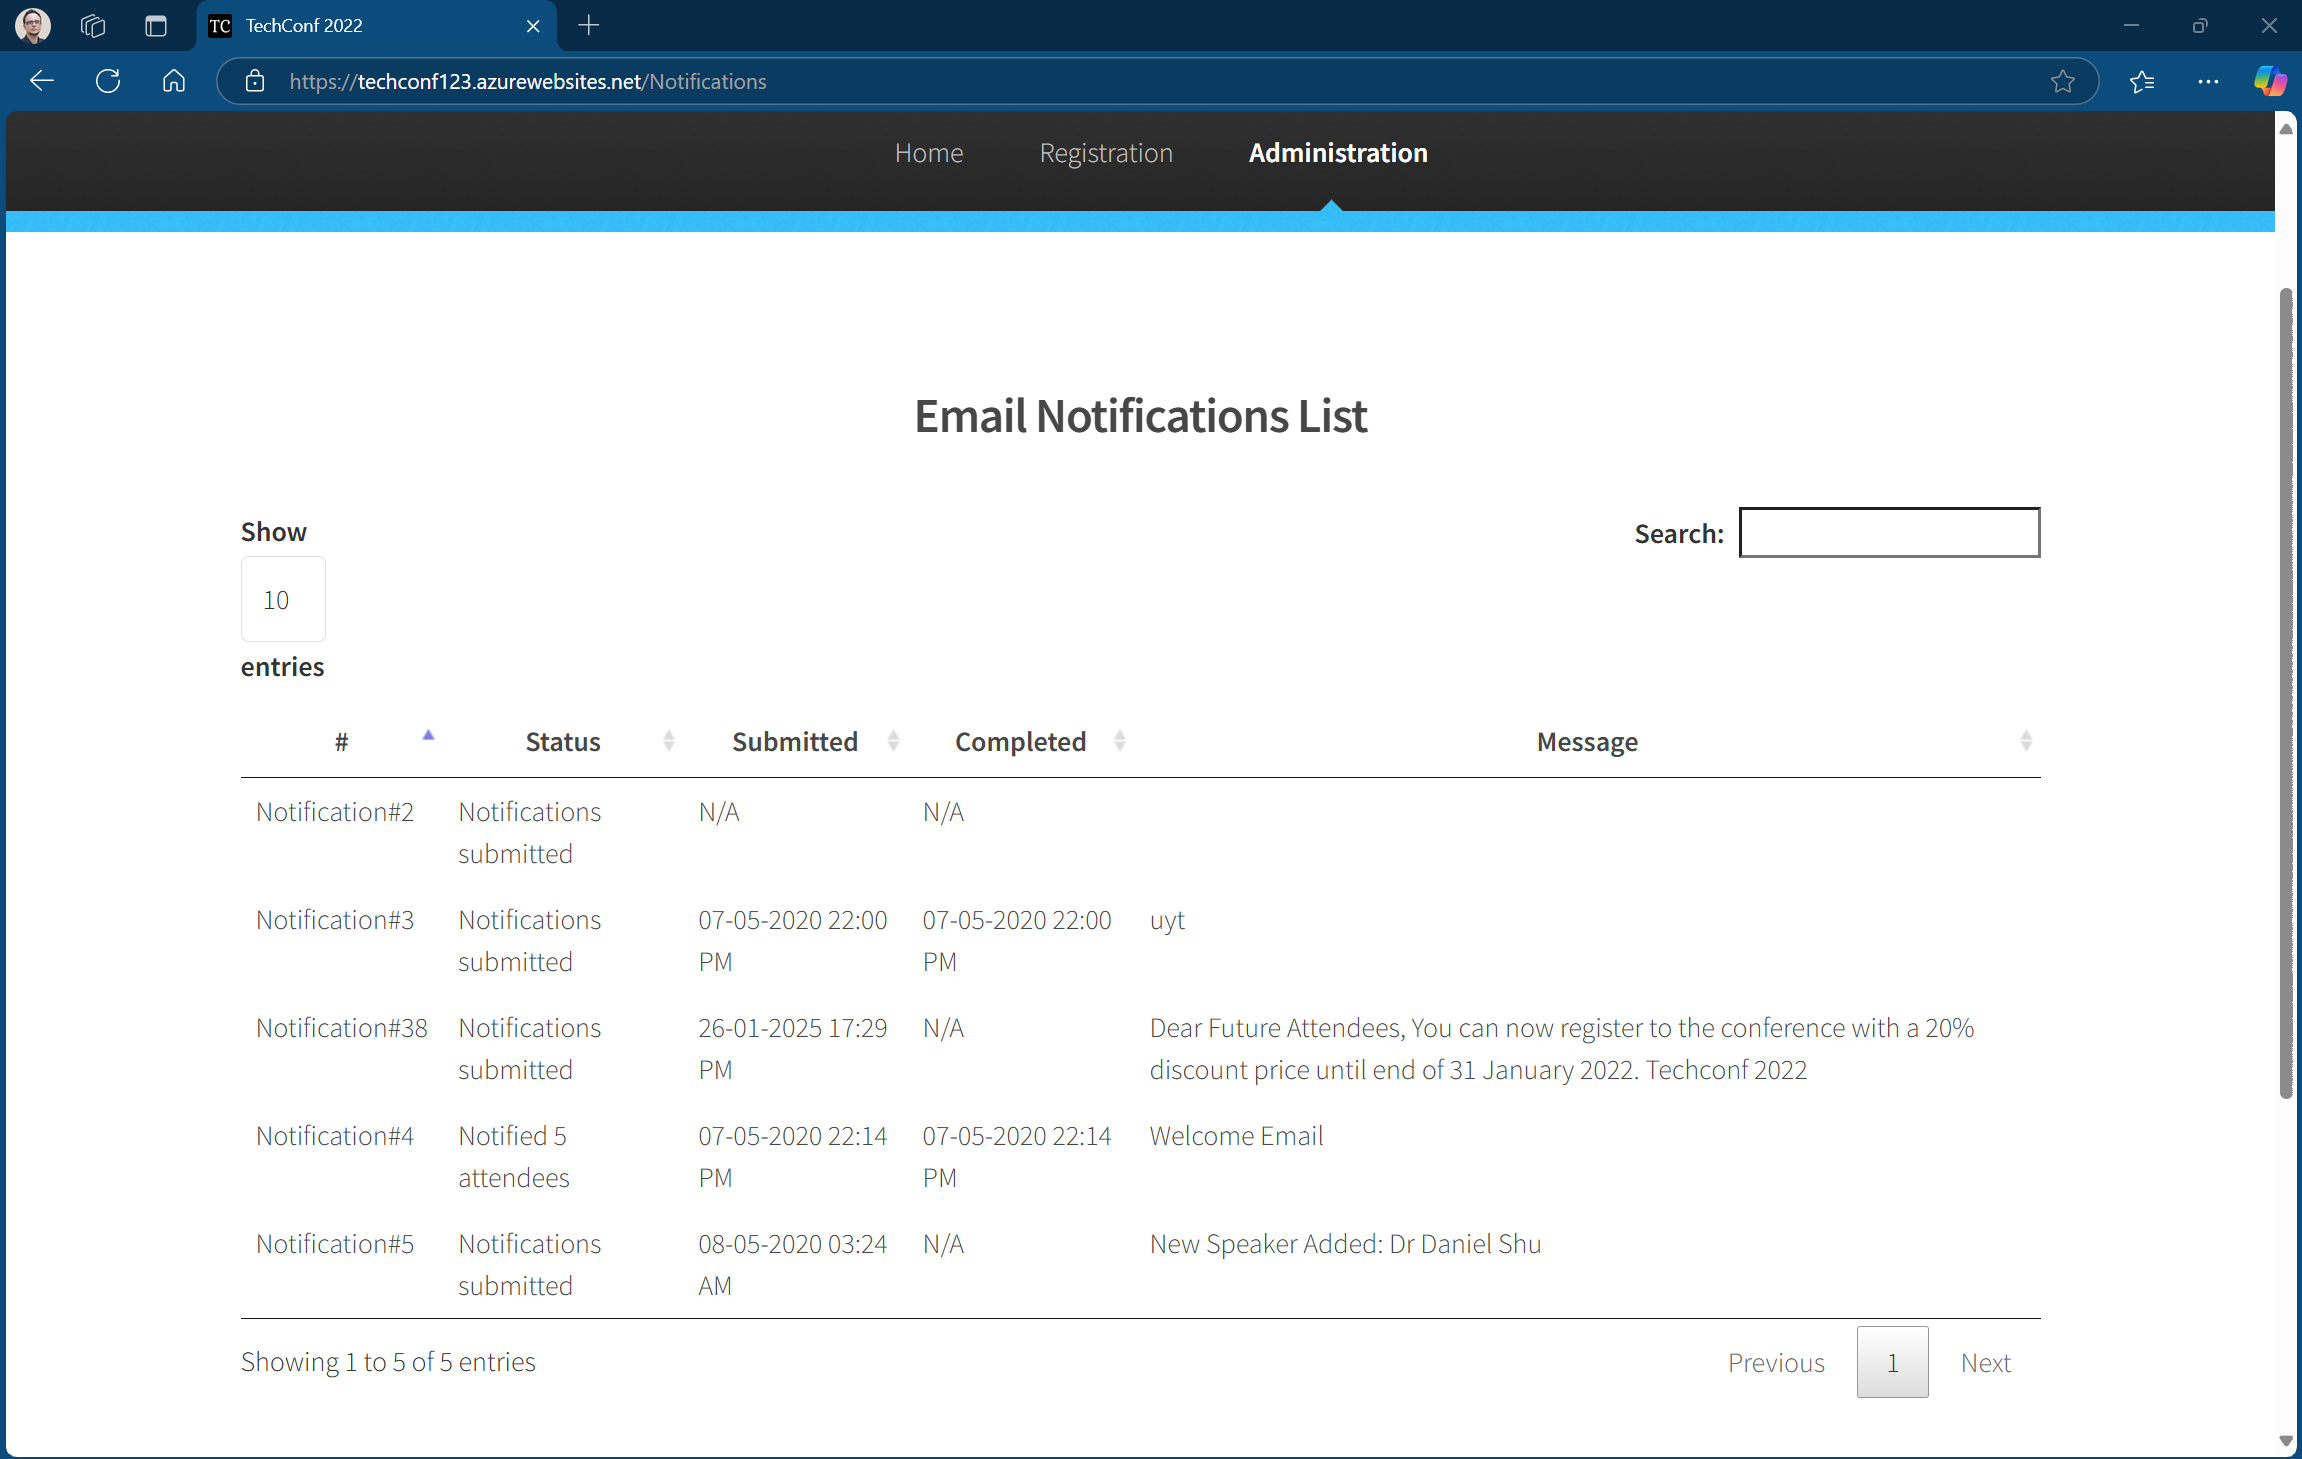 TC TechConf 2022
https://techconf123.azurewebsites.net/Notifications
Home Registration Administration
Email Notifications List
Show
Search:
10
entries
# Status Submitted Completed Message
Notification#2 Notifications N/A N/A
submitted
Notification#3 Notifications 07-05-2020 22:00 07-05-2020 22:00 uyt
submitted PM PM
Notification#38 Notifications 26-01-2025 17:29 N/A Dear Future Attendees, You can now register to the conference with a 20%
submitted PM discount price until end of 31 January 2022. Techconf 2022
Notification#4 Notified 5 07-05-2020 22:14 07-05-2020 22:14 Welcome Email
attendees PM PM
Notification#5 Notifications 08-05-2020 03:24 N/A New Speaker Added: Dr Daniel Shu
submitted AM
Showing 1 to 5 of 5 entries Previous 1 Next